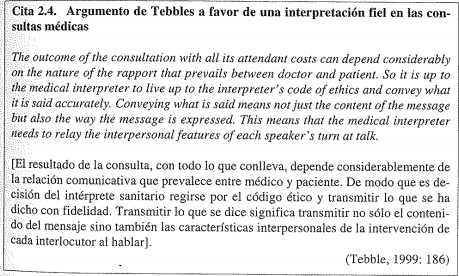 Cita 2.4. Argumento de Tebbles a favor de una interpretación fiel en las con-
sultas médicas
The outcome of the consultation with all its attendant costs can depend considerably
on the nature of the rapport that prevails between doctor and patient. So it is up to
the medical interpreter to live up to the interpreter's code of ethics and convey what
it is said accurately. Conveying what is said means not just the content of the message
but also the way the message is expressed. This means that the medical interpreter
needs to relay the interpersonal features of each speaker's turn at talk.
[El resultado de la consulta, con todo lo que conlleva, depende considerablemente de
la relación comunicativa que prevalece entre médico y paciente. De modo que es de-
cisión del intérprete sanitario regirse por el código ético y transmitir lo que se ha
dicho con fidelidad. Transmitir lo que se dice significa transmitir no sólo el conteni-
do del mensaje sino también las características interpersonales de la intervención de
cada interlocutor al hablar].
(Tebble, 1999: 186)